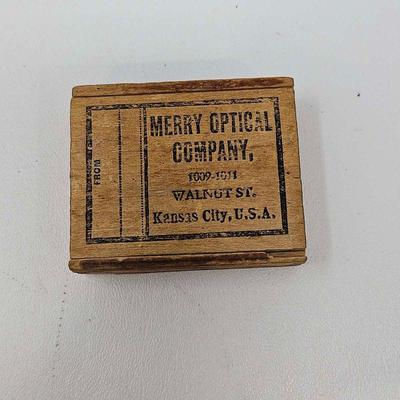 FROM
MERRY OPTICAL
COMPANY,
1009-1011
WALNUT ST.
Kansas City, U.S.A.